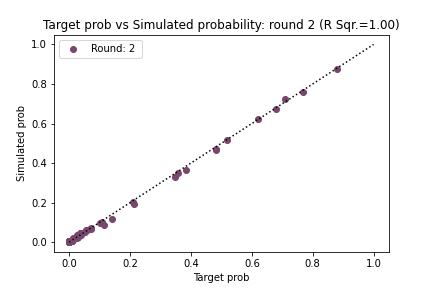 Target prob vs Simulated probability: round 2 (R Sqr.=1.00)
Round: 2
1.0
0.8
0.6
0.4
0.2
0.0
Simulated prob
0.0 0.2 0.4 0.6 0.8 1.0
Target prob